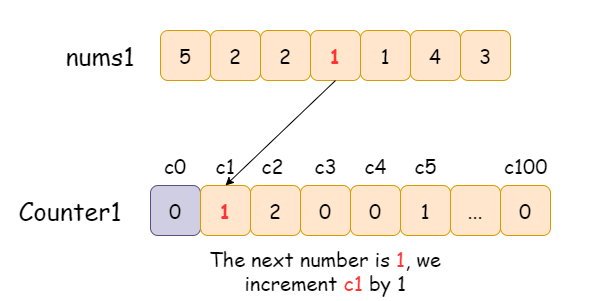 nums1 5 2 2 1 1 4 3
c0 c1 c2 c3 c4 c5 c100
Counter1 0 1 2 0 0 1 ... 0
The next number is 1, we
increment c1 by 1